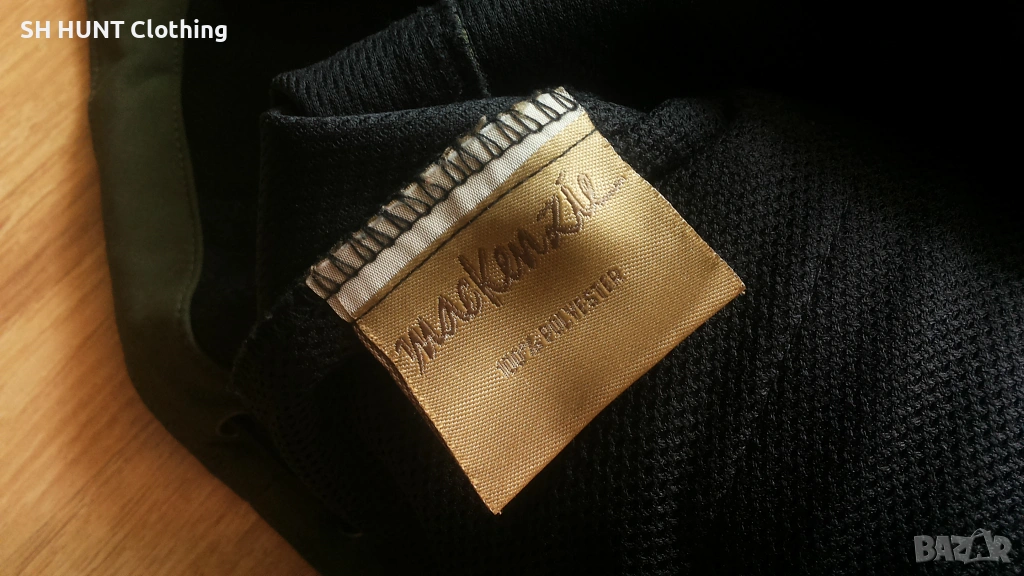 SH HUNT Clothing
macKenzie
100% POLYESTER
BAZAR